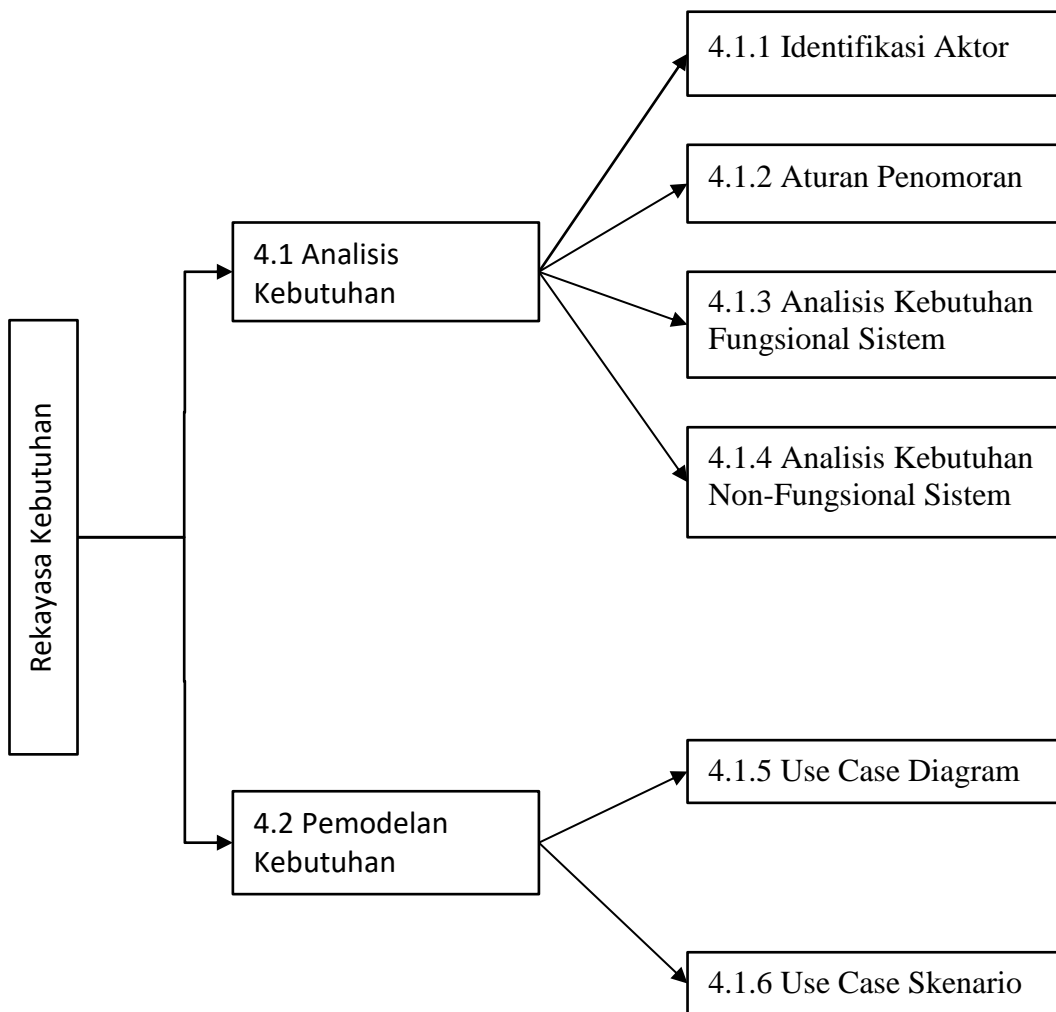 Rekayasa Kebutuhan
4.1 Analisis
Kebutuhan
4.1.1 Identifikasi Aktor
4.1.2 Aturan Penomoran
4.1.3 Analisis Kebutuhan
Fungsional Sistem
4.1.4 Analisis Kebutuhan
Non-Fungsional Sistem
4.2 Pemodelan
Kebutuhan
4.1.5 Use Case Diagram
4.1.6 Use Case Skenario